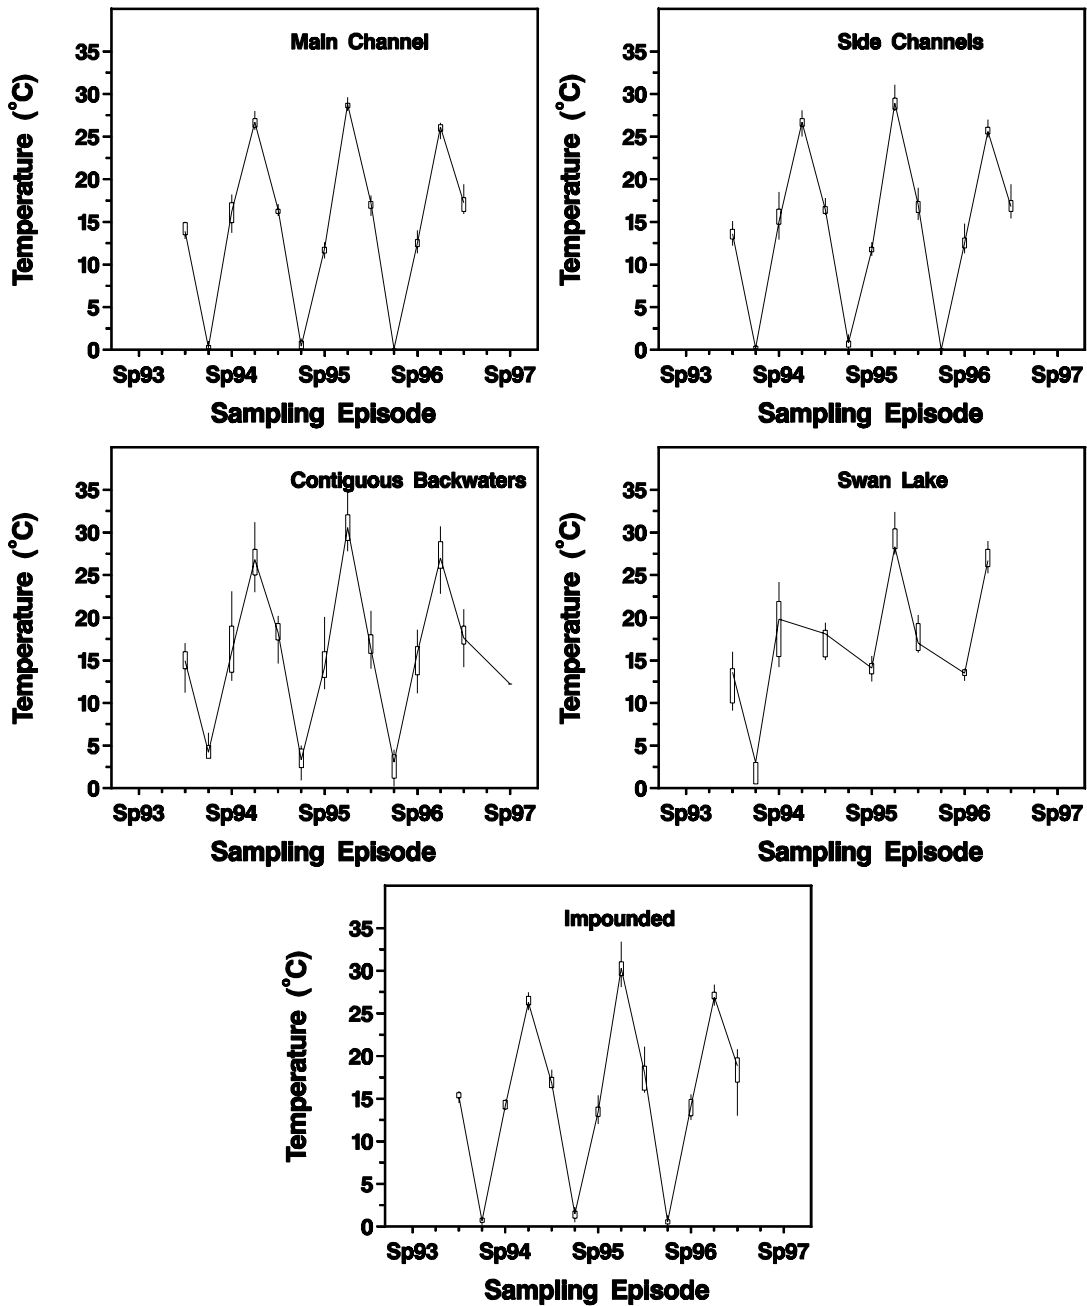 Main Channel
Temperature (°C)
35
30
25
20
15
10
5
0
Sp93 Sp94 Sp95 Sp96 Sp97
Sampling Episode
Side Channels
Temperature (°C)
35
30
25
20
15
10
5
0
Sp93 Sp94 Sp95 Sp96 Sp97
Sampling Episode
Contiguous Backwaters
Temperature (°C)
35
30
25
20
15
10
5
0
Sp93 Sp94 Sp95 Sp96 Sp97
Sampling Episode
Swan Lake
Temperature (°C)
35
30
25
20
15
10
5
0
Sp93 Sp94 Sp95 Sp96 Sp97
Sampling Episode
Impounded
Temperature (°C)
35
30
25
20
15
10
5
0
Sp93 Sp94 Sp95 Sp96 Sp97
Sampling Episode